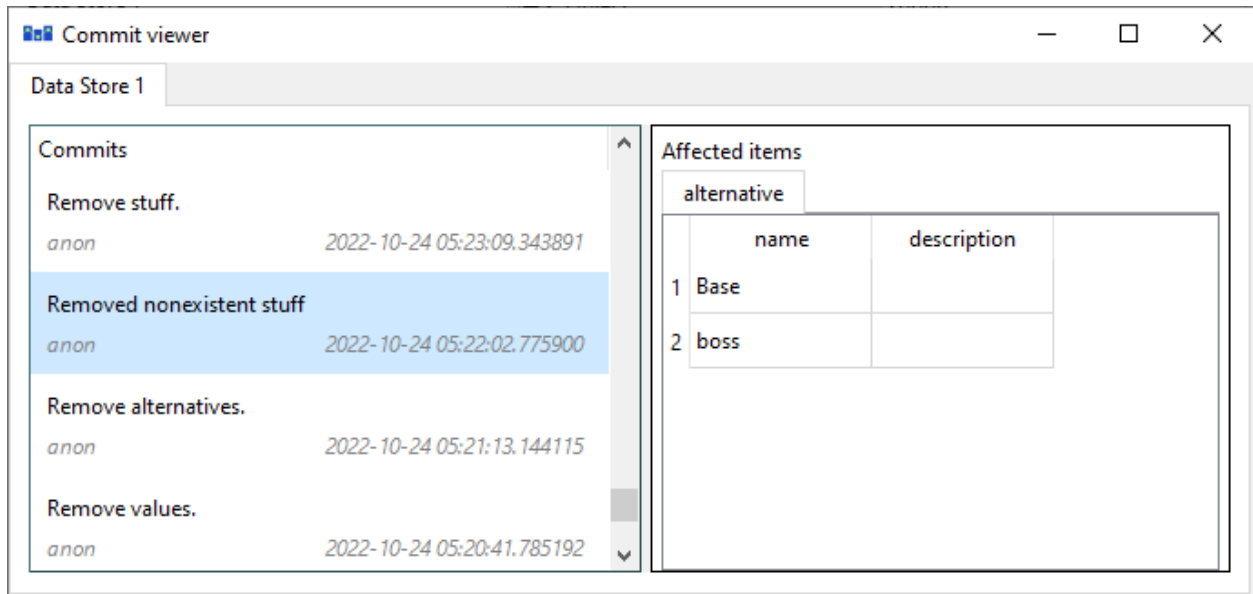 Commit viewer
Data Store 1
Commits
Remove stuff.
anon 2022-10-24 05:23:09.343891
Removed nonexistent stuff
anon 2022-10-24 05:22:02.775900
Remove alternatives.
anon 2022-10-24 05:21:13.144115
Remove values.
anon 2022-10-24 05:20:41.785192
Affected items
alternative
name description
1 Base
2 boss